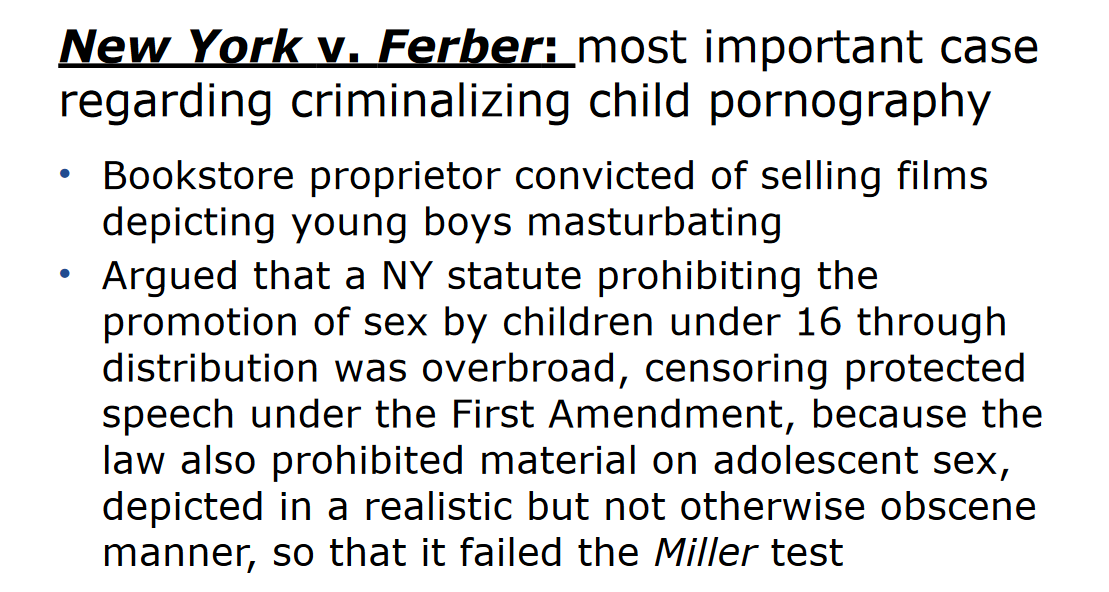 New York v. Ferber: most important case
regarding criminalizing child pornography
• Bookstore proprietor convicted of selling films
depicting young boys masturbating
• Argued that a NY statute prohibiting the
promotion of sex by children under 16 through
distribution was overbroad, censoring protected
speech under the First Amendment, because the
law also prohibited material on adolescent sex,
depicted in a realistic but not otherwise obscene
manner, so that it failed the Miller test